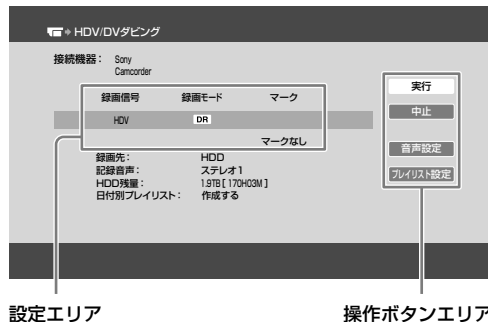 HDV/DVダビング
接続機器： Sony
Camcorder
録画信号 録画モード マーク
HDV DR
マークなし
録画先： HDD
記録音声： ステレオ1
HDD残量： 1.9TB [ 170H03M ]
日付別プレイリスト： 作成する
実行
中止
音声設定
プレイリスト設定
設定エリア
操作ボタンエリア